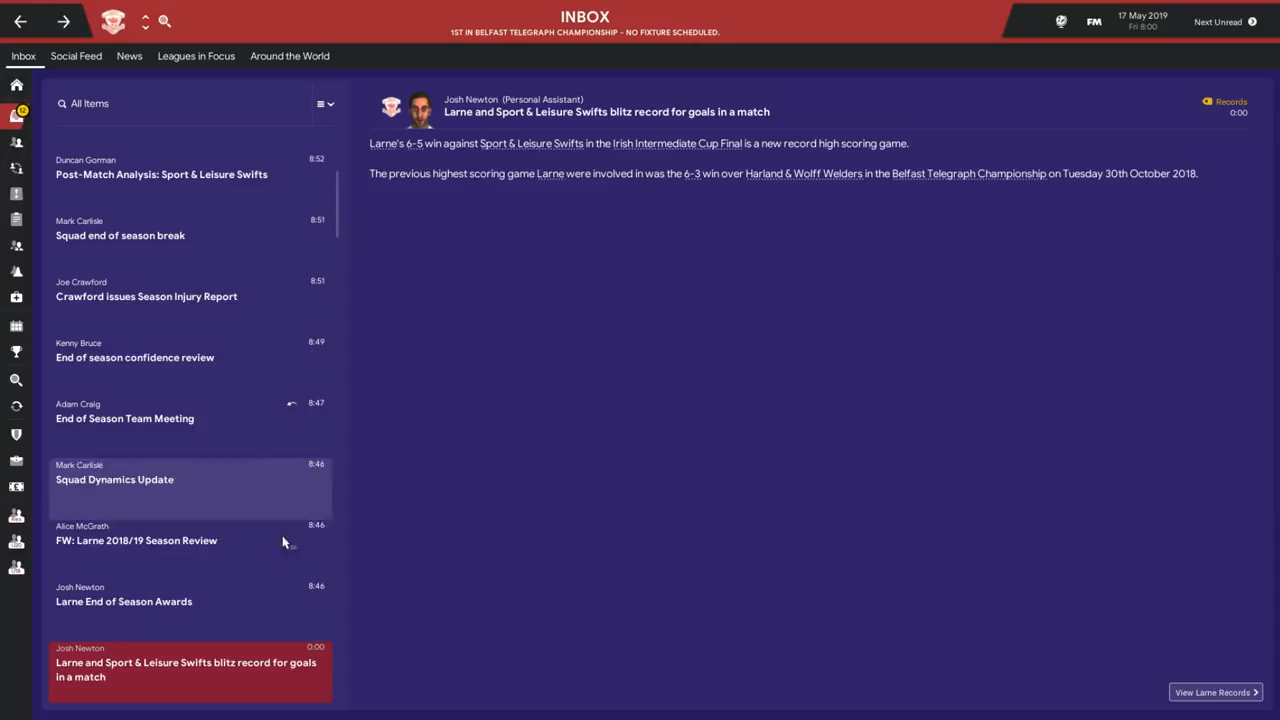 INBOX
1ST IN BELFAST TELEGRAPH CHAMPIONSHIP - NO FIXTURE SCHEDULED.
FM
17 May 2019
Fri 8:00
Next Unread
Inbox
Social Feed
News
Leagues in Focus
Around the World
12
All Items
Duncan Gorman
8:52
Post-Match Analysis: Sport & Leisure Swifts
Mark Carlisle
8:51
Squad end of season break
Joe Crawford
8:51
Crawford issues Season Injury Report
Kenny Bruce
8:49
End of season confidence review
Adam Craig
8:47
End of Season Team Meeting
Mark Carlisle
8:46
Squad Dynamics Update
Alice McGrath
8:46
FW: Larne 2018/19 Season Review
Josh Newton
8:46
Larne End of Season Awards
Josh Newton
0:00
Larne and Sport & Leisure Swifts blitz record for goals
in a match
Josh Newton (Personal Assistant)
Larne and Sport & Leisure Swifts blitz record for goals in a match
Records
0:00
Larne's 6-5 win against Sport & Leisure Swifts in the Irish Intermediate Cup Final is a new record high scoring game.
The previous highest scoring game Larne were involved in was the 6-3 win over Harland & Wolff Welders in the Belfast Telegraph Championship on Tuesday 30th October 2018.
View Larne Records